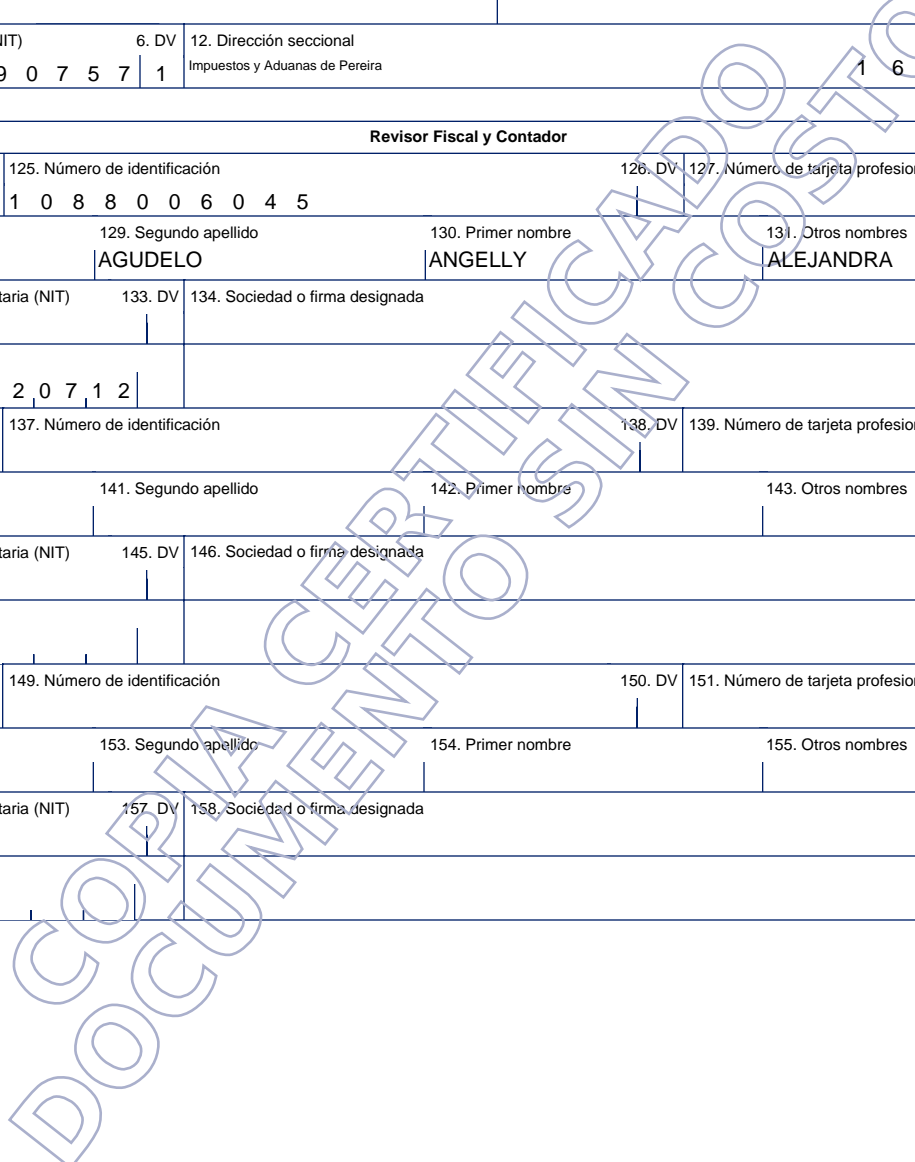 NIT) 6. DV 12. Dirección seccional
9 0 7 5 7 1 Impuestos y Aduanas de Pereira 1 6
Revisor Fiscal y Contador
125. Número de identificación 126. DV 127. Número de tarjeta profesion
1 0 8 8 0 0 6 0 4 5
129. Segundo apellido 130. Primer nombre 131. Otros nombres
AGUDELO ANGELLY ALEJANDRA
taria (NIT) 133. DV 134. Sociedad o firma designada
2 0 7 1 2
137. Número de identificación 138. DV 139. Número de tarjeta profesion
141. Segundo apellido 142. Primer nombre 143. Otros nombres
taria (NIT) 145. DV 146. Sociedad o firma designada
149. Número de identificación 150. DV 151. Número de tarjeta profesion
153. Segundo apellido 154. Primer nombre 155. Otros nombres
taria (NIT) 157. DV 158. Sociedad o firma designada
COPIA CERTIFICADO
DOCUMENTO SIN COSTO